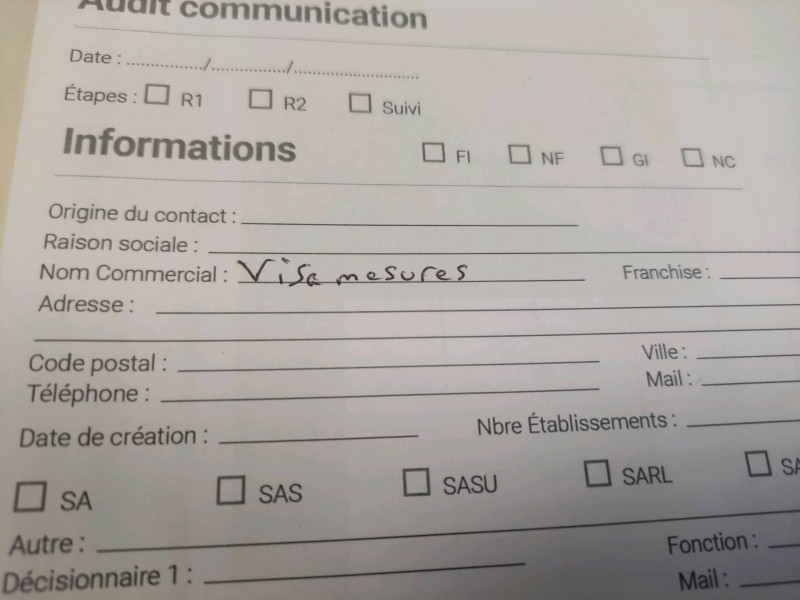 Audit communication
Date : ............/............/....................
Étapes : ☐ R1 ☐ R2 ☐ Suivi
Informations ☐ FI ☐ NF ☐ GI ☐ NC
Origine du contact :
Raison sociale :
Nom Commercial : Visa mesures Franchise :
Adresse :
Code postal : Ville :
Téléphone : Mail :
Date de création : Nbre Établissements :
☐ SA ☐ SAS ☐ SASU ☐ SARL ☐
Autre :
Fonction :
Décisionnaire 1 : Mail :